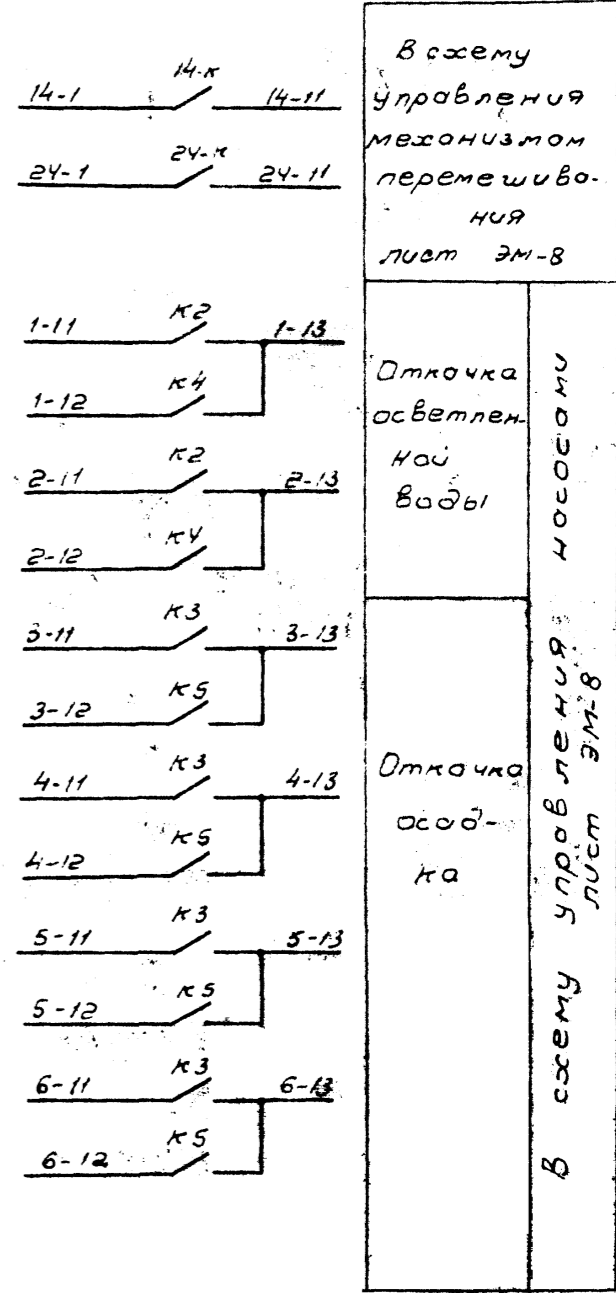 14-1 14-к 14-11
24-1 24-к 24-11
В схему
управления
механизмом
перемешива-
ния
лист ЭМ-8
1-11 К2 1-13
1-12 К4
2-11 К2 2-13
2-12 К4
Откачка
осветлен-
ной
воды
3-11 К3 3-13
3-12 К5
4-11 К3 4-13
4-12 К5
5-11 К3 5-13
5-12 К5
6-11 К3 6-13
6-12 К5
Откачка
осад-
ка
В схему управления насосами
лист ЭМ-8